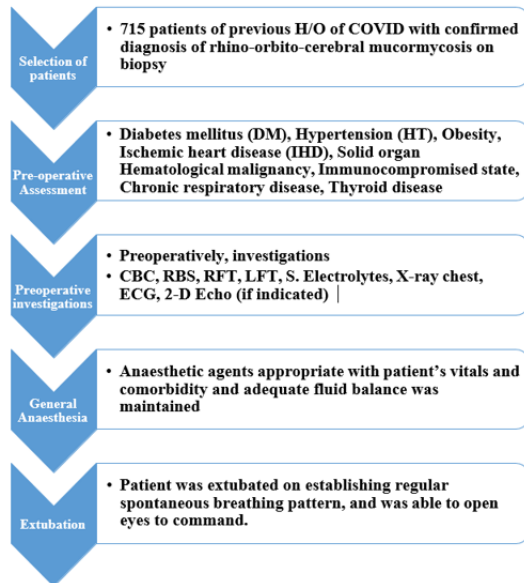 Selection of
patients
• 715 patients of previous H/O of COVID with confirmed
diagnosis of rhino-orbito-cerebral mucormycosis on
biopsy
Pre-operative
Assessment
• Diabetes mellitus (DM), Hypertension (HT), Obesity,
Ischemic heart disease (IHD), Solid organ
Hematological malignancy, Immunocompromised state,
Chronic respiratory disease, Thyroid disease
Preoperative
investigations
• Preoperatively, investigations
• CBC, RBS, RFT, LFT, S. Electrolytes, X-ray chest,
ECG, 2-D Echo (if indicated)
General
Anaesthesia
• Anaesthetic agents appropriate with patient's vitals and
comorbidity and adequate fluid balance was
maintained
Extubation
• Patient was extubated on establishing regular
spontaneous breathing pattern, and was able to open
eyes to command.